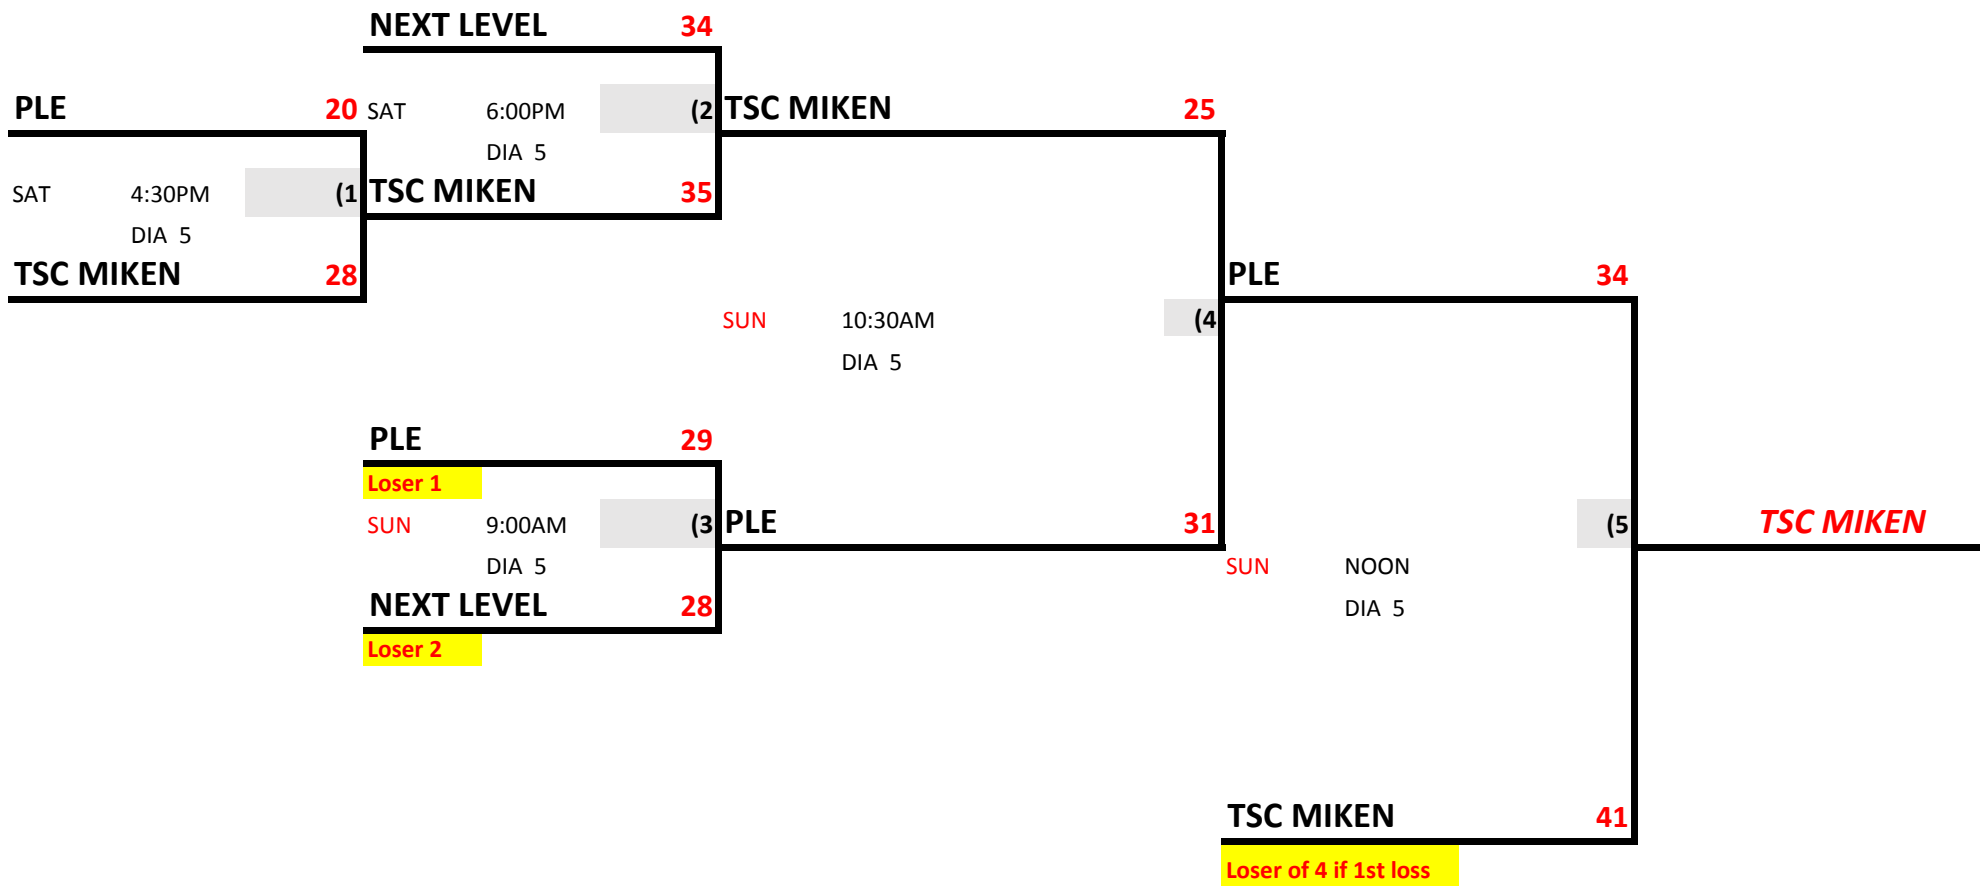 NEXT LEVEL 34
PLE 20 SAT 6:00PM (2 TSC MIKEN 25
DIA 5
SAT 4:30PM (1 TSC MIKEN 35
DIA 5
TSC MIKEN 28 PLE 34
SUN 10:30AM (4
DIA 5
PLE 29
Loser 1
SUN 9:00AM (3 PLE 31 (5 TSC MIKEN
DIA 5 SUN NOON
NEXT LEVEL 28 DIA 5
Loser 2
TSC MIKEN 41
Loser of 4 if 1st loss